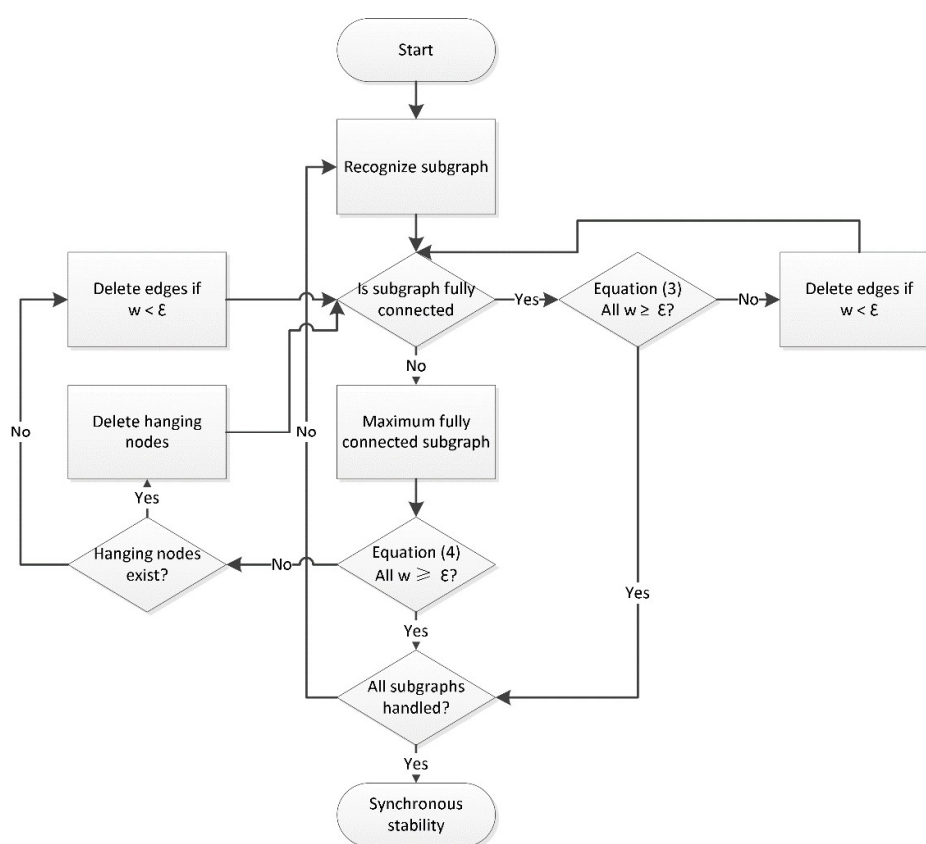 Start
Recognize subgraph
Is subgraph fully
connected
Yes
Equation (3)
All w ≥ Ɛ?
No
Delete edges if
w < Ɛ
Delete edges if
w < Ɛ
No
Maximum fully
connected subgraph
Delete hanging
nodes
No
No
Yes
Hanging nodes
exist?
No
Equation (4)
All w ≥ Ɛ?
Yes
Yes
All subgraphs
handled?
Yes
Synchronous
stability